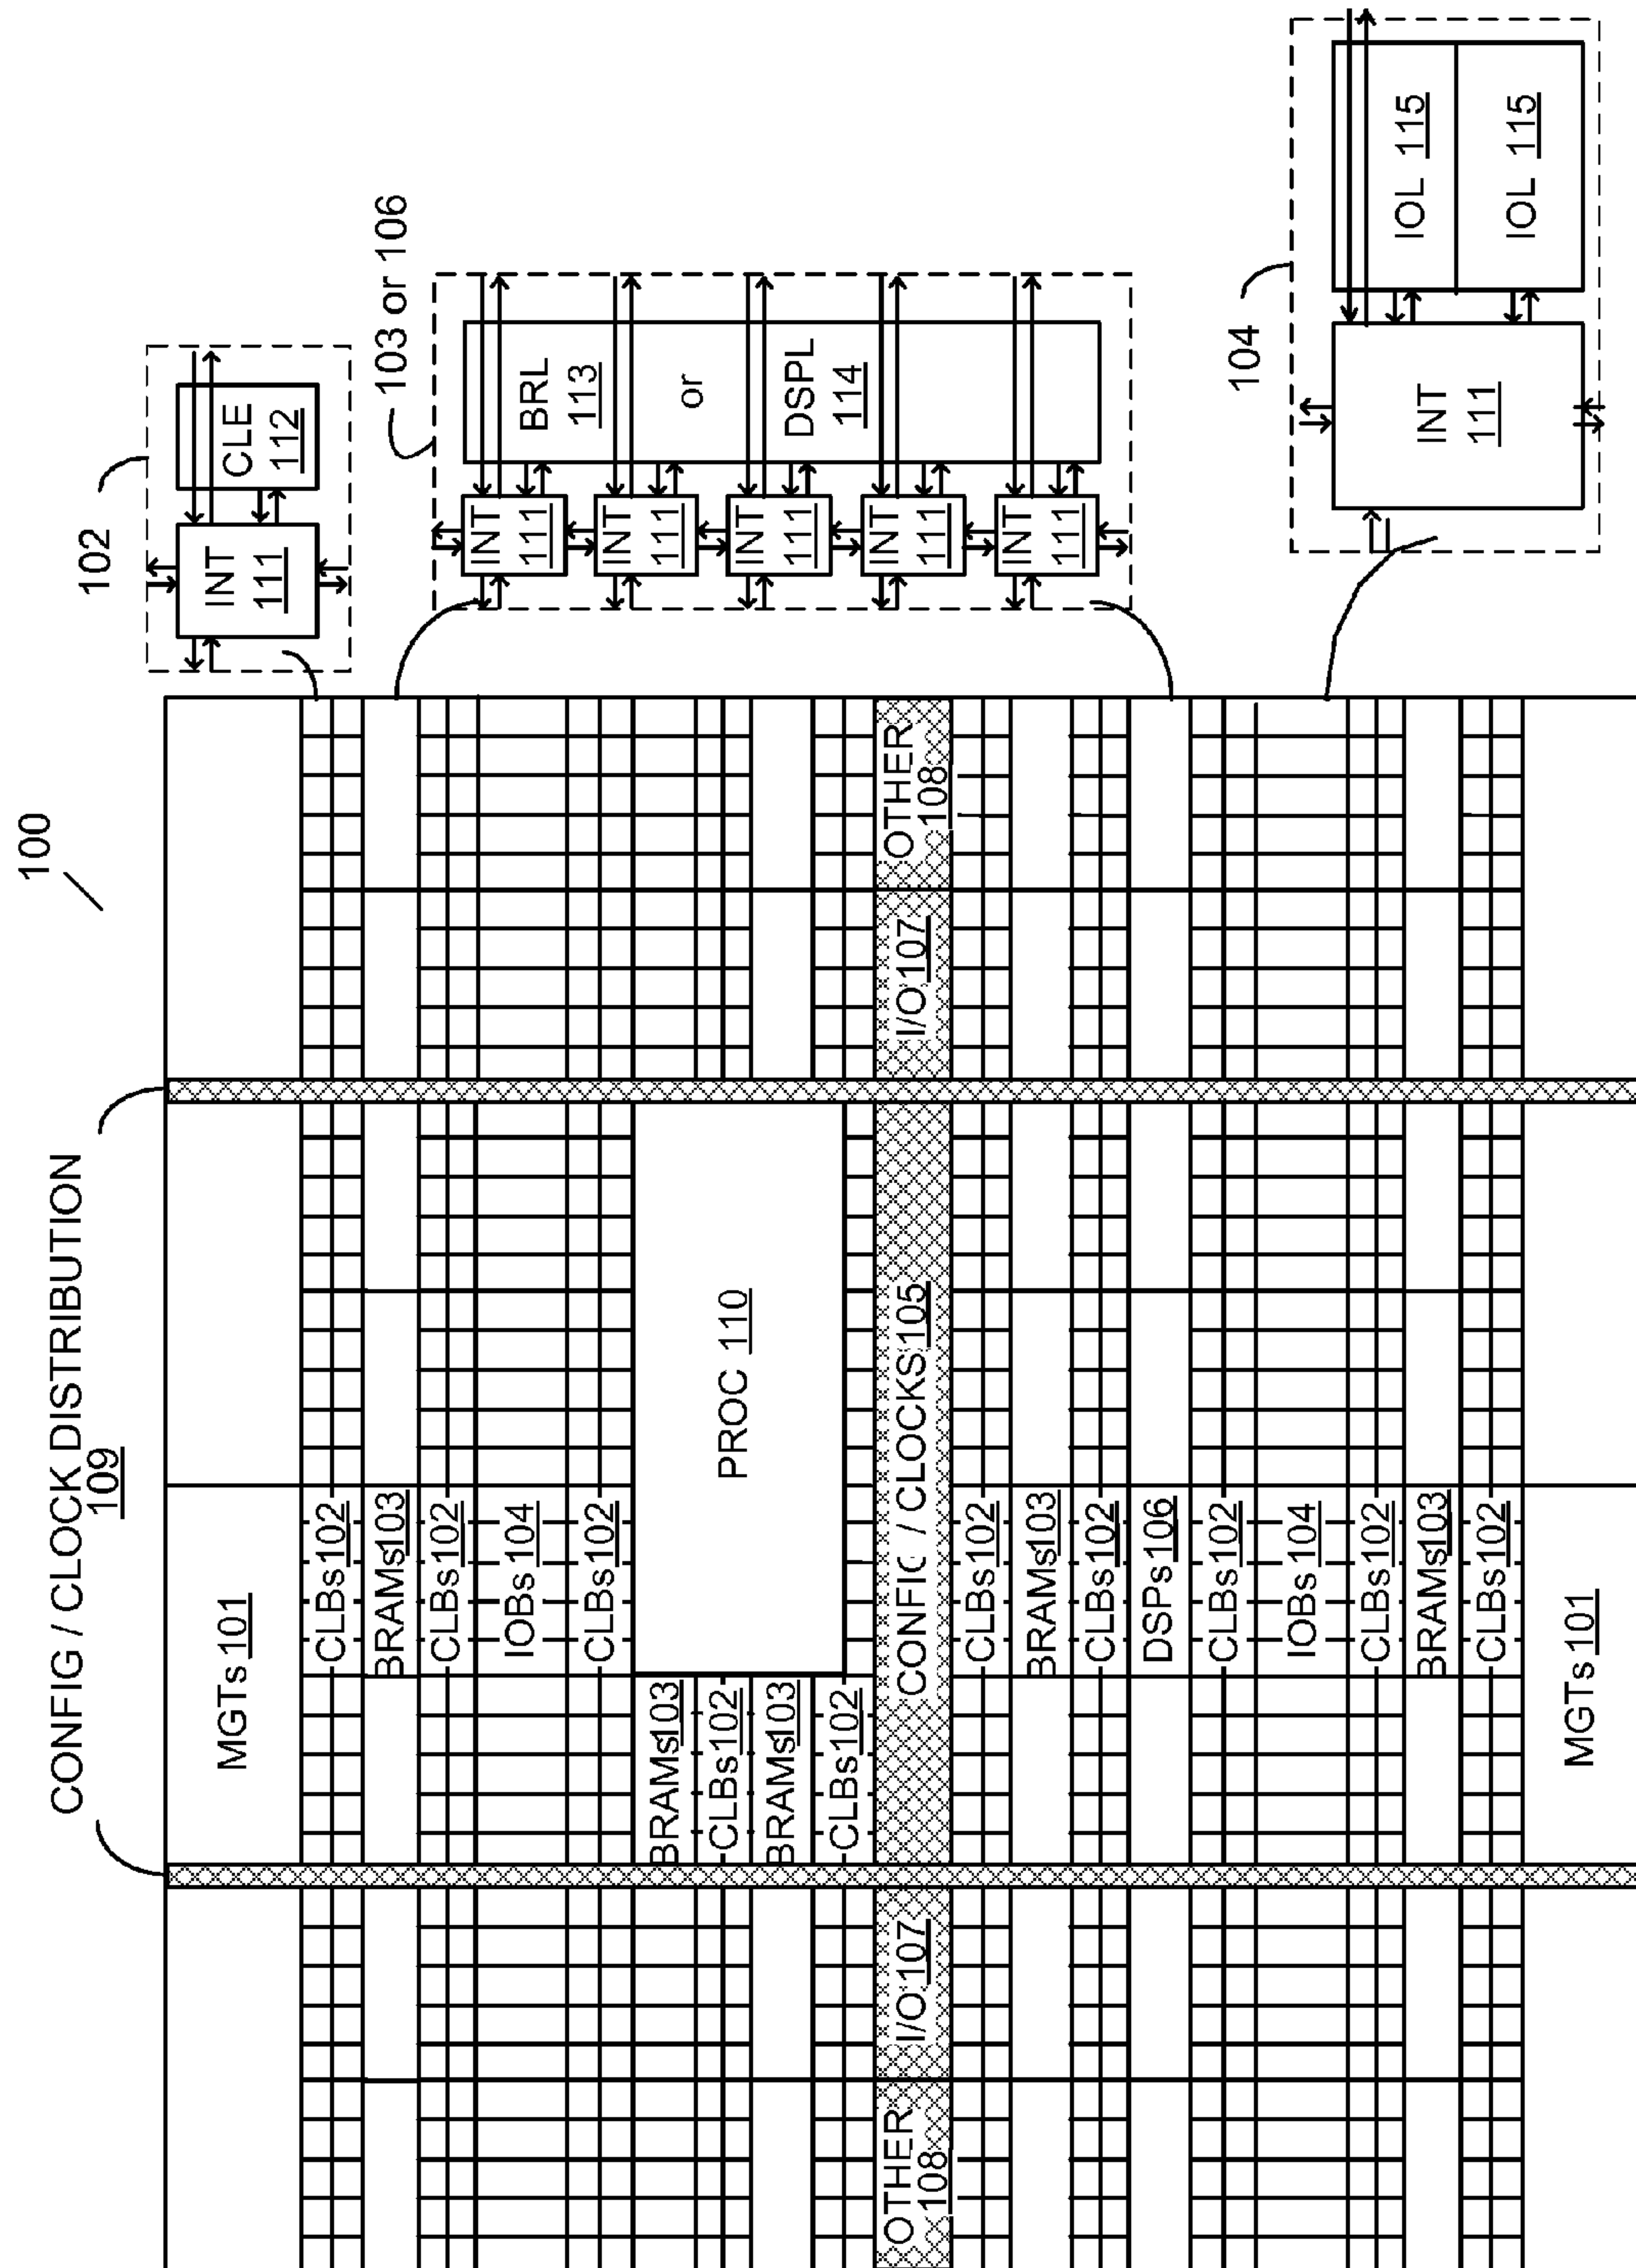 100
CONFIG / CLOCK DISTRIBUTION
109
MGTs 101
CLBs 102
BRAMs 103
CLBs 102
IOBs 104
CLBs 102
PROC 110
BRAMs 103
CLBs 102
BRAMs 103
CLBs 102
OTHER
108
I/O 107
CONFIG / CLOCKS 105
I/O 107
OTHER
108
CLBs 102
BRAMs 103
CLBs 102
DSPs 106
CLBs 102
IOBs 104
CLBs 102
BRAMs 103
CLBs 102
MGTs 101
102
INT
111
CLE
112
103 or 106
INT
111
INT
111
INT
111
INT
111
INT
111
BRL
113
or
DSPL
114
104
INT
111
IOL 115
IOL 115